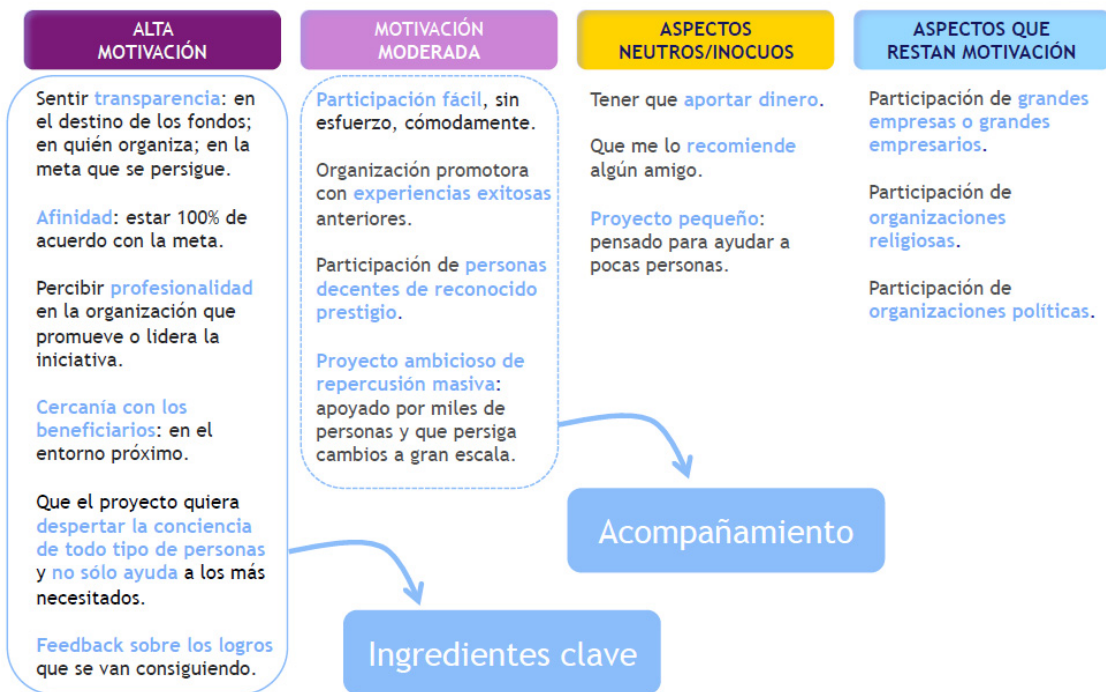 ALTA
MOTIVACIÓN
Sentir transparencia: en
el destino de los fondos;
en quién organiza; en la
meta que se persigue.
Afinidad: estar 100% de
acuerdo con la meta.
Percibir profesionalidad
en la organización que
promueve o lidera la
iniciativa.
Cercanía con los
beneficiarios: en el
entorno próximo.
Que el proyecto quiera
despertar la conciencia
de todo tipo de personas
y no sólo ayuda a los más
necesitados.
Feedback sobre los logros
que se van consiguiendo.
MOTIVACIÓN
MODERADA
Participación fácil, sin
esfuerzo, cómodamente.
Organización promotora
con experiencias exitosas
anteriores.
Participación de personas
decentes de reconocido
prestigio.
Proyecto ambicioso de
repercusión masiva:
apoyado por miles de
personas y que persiga
cambios a gran escala.
ASPECTOS
NEUTROS/INOCUOS
Tener que aportar dinero.
Que me lo recomiende
algún amigo.
Proyecto pequeño:
pensado para ayudar a
pocas personas.
ASPECTOS QUE
RESTAN MOTIVACIÓN
Participación de grandes
empresas o grandes
empresarios.
Participación de
organizaciones
religiosas.
Participación de
organizaciones políticas.
Acompañamiento
Ingredientes clave